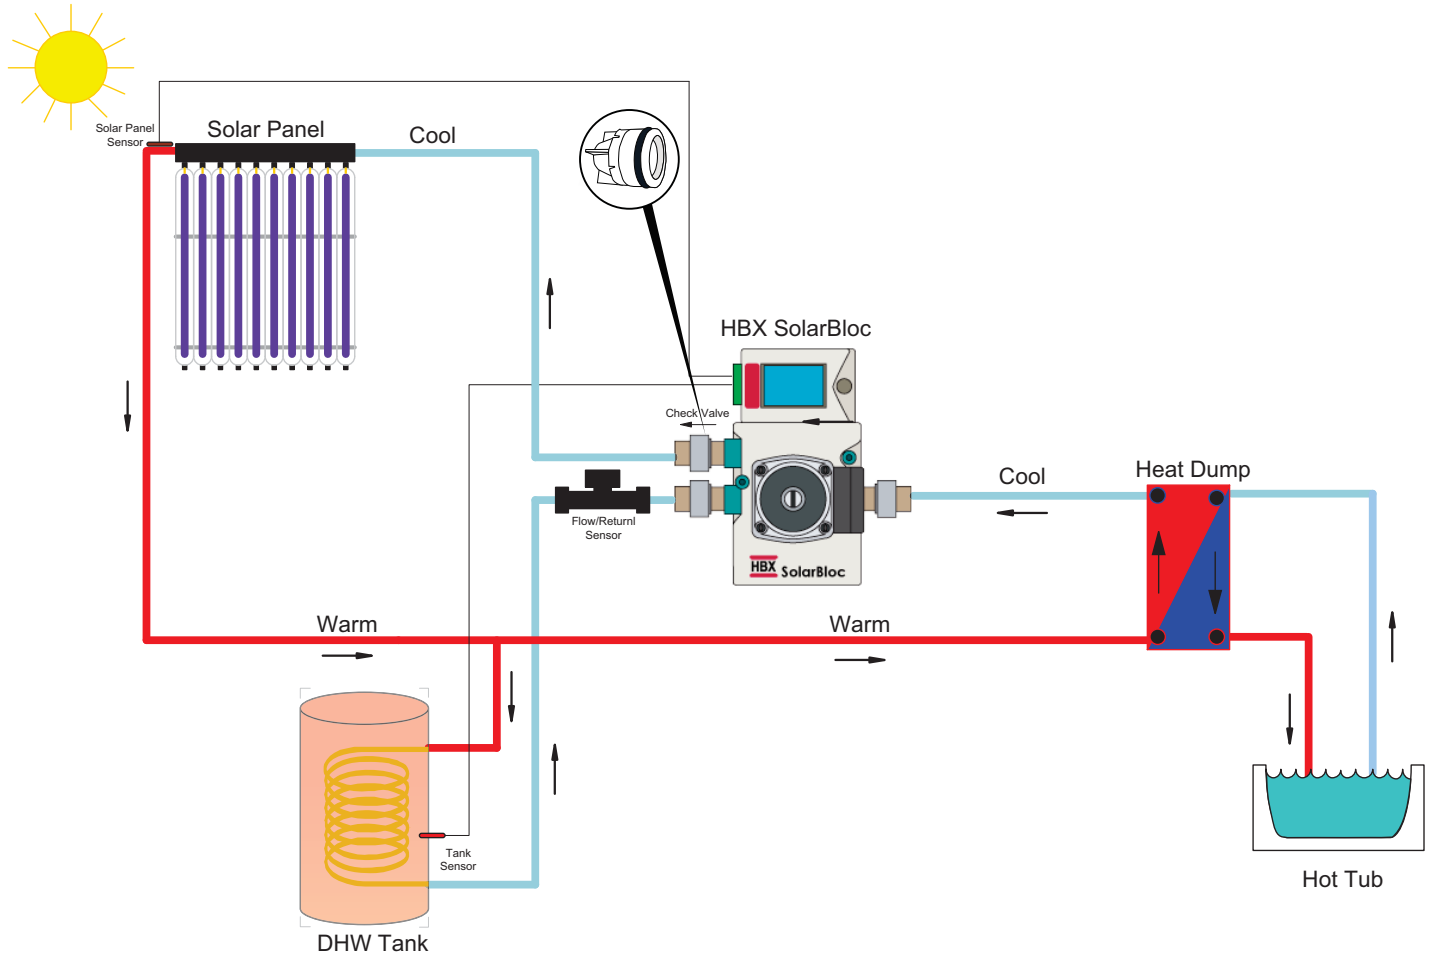 Solar Panel
Sensor
Solar Panel
Cool
HBX SolarBloc
Check Valve
Flow/Returnl
Sensor
HBX SolarBloc
Cool
Heat Dump
Warm
Warm
Tank
Sensor
DHW Tank
Hot Tub